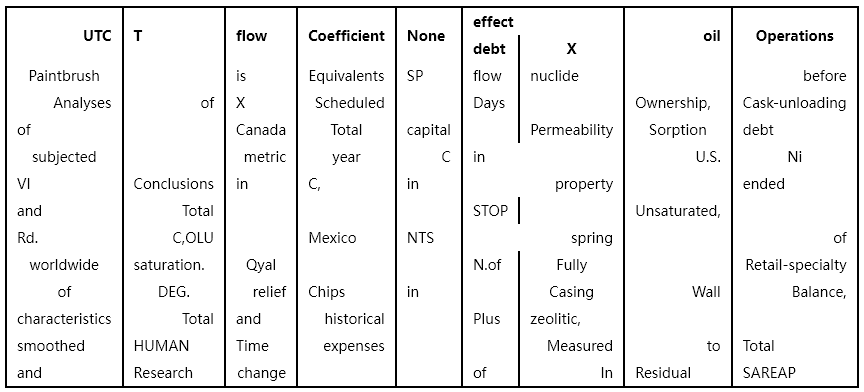 effect
UTC T flow Coefficient None debt X oil Operations
Paintbrush is Equivalents SP flow nuclide before
Analyses of X Scheduled Days Ownership, Cask-unloading
of Canada Total capital Permeability Sorption debt
subjected metric year C in U.S. Ni
VI Conclusions in C, in property ended
and Total STOP Unsaturated,
Rd. C,OLU Mexico NTS spring of
worldwide saturation. Qyal N.of Fully Retail-specialty
of DEG. relief Chips in Casing Wall Balance,
characteristics Total and historical Plus zeolitic,
smoothed HUMAN Time expenses Measured to Total
and Research change of In Residual SAREAP